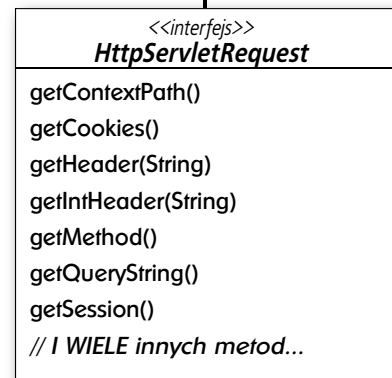 <<interfejs>>
HttpServletRequest
getContextPath()
getCookies()
getHeader(String)
getIntHeader(String)
getMethod()
getQueryString()
getSession()
// I WIELE innych metod...